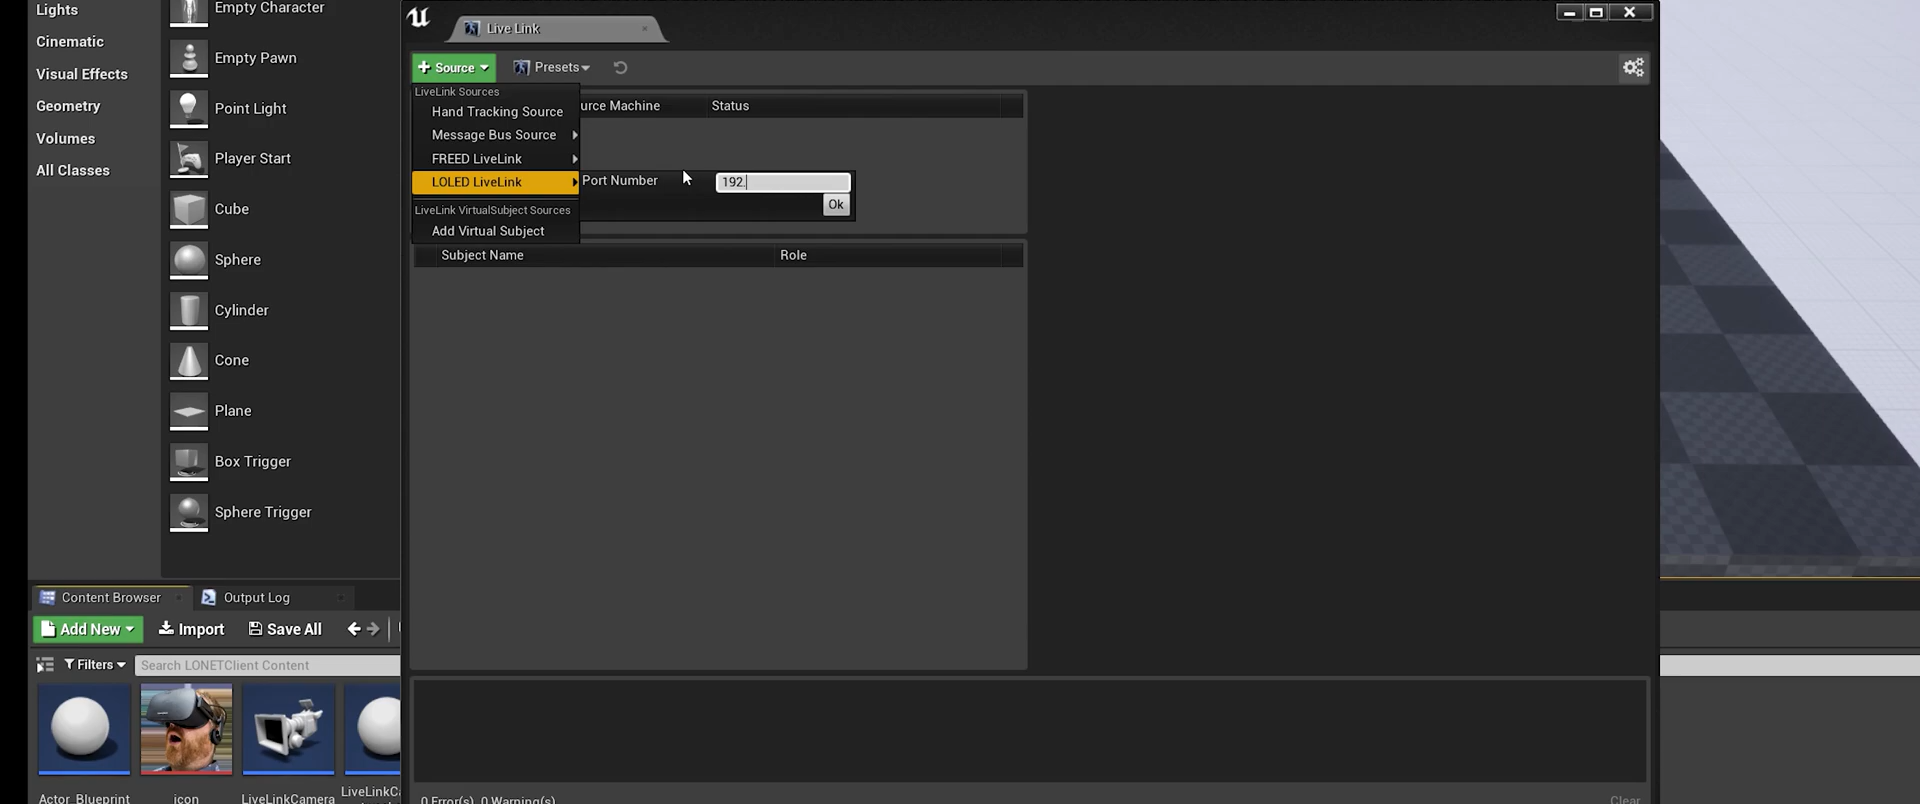 Lights
Cinematic
Visual Effects
Geometry
Volumes
All Classes
Empty Character
Empty Pawn
Point Light
Player Start
Cube
Sphere
Cylinder
Cone
Plane
Box Trigger
Sphere Trigger
Live Link
Source
Presets
LiveLink Sources
Hand Tracking Source
Message Bus Source
FREED LiveLink
LOLED LiveLink
LiveLink VirtualSubject Sources
Add Virtual Subject
urce Machine
Status
Port Number
192.
Ok
Subject Name
Role
Content Browser
Output Log
Add New
Import
Save All
Filters
Search LONETClient Content
Actor_Blueprint
icon
LiveLinkCamera
LiveLinkCa
0 Error(s), 0 Warning(s)
Clear